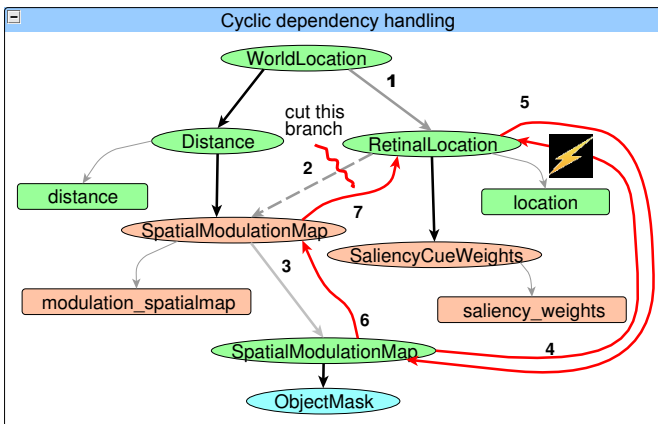 Cyclic dependency handling
WorldLocation
1
5
cut this
branch
Distance
RetinalLocation
2
distance
location
7
SpatialModulationMap
SaliencyCueWeights
3
modulation_spatialmap
saliency_weights
6
4
SpatialModulationMap
ObjectMask